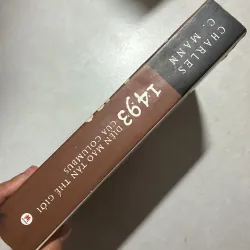 CHARLES
C. MANN
1493
DIỆN MẠO TÂN THẾ GIỚI
CỦA COLUMBUS